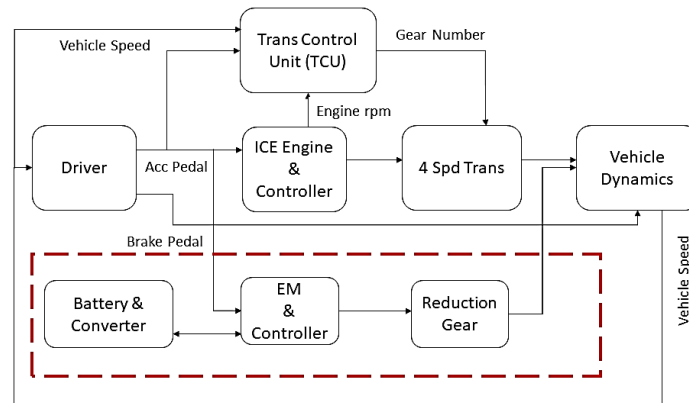 Vehicle Speed
Trans Control
Unit (TCU)
Gear Number
Engine rpm
Driver
Acc Pedal
ICE Engine
&
Controller
4 Spd Trans
Vehicle
Dynamics
Brake Pedal
Vehicle Speed
Battery &
Converter
EM
&
Controller
Reduction
Gear